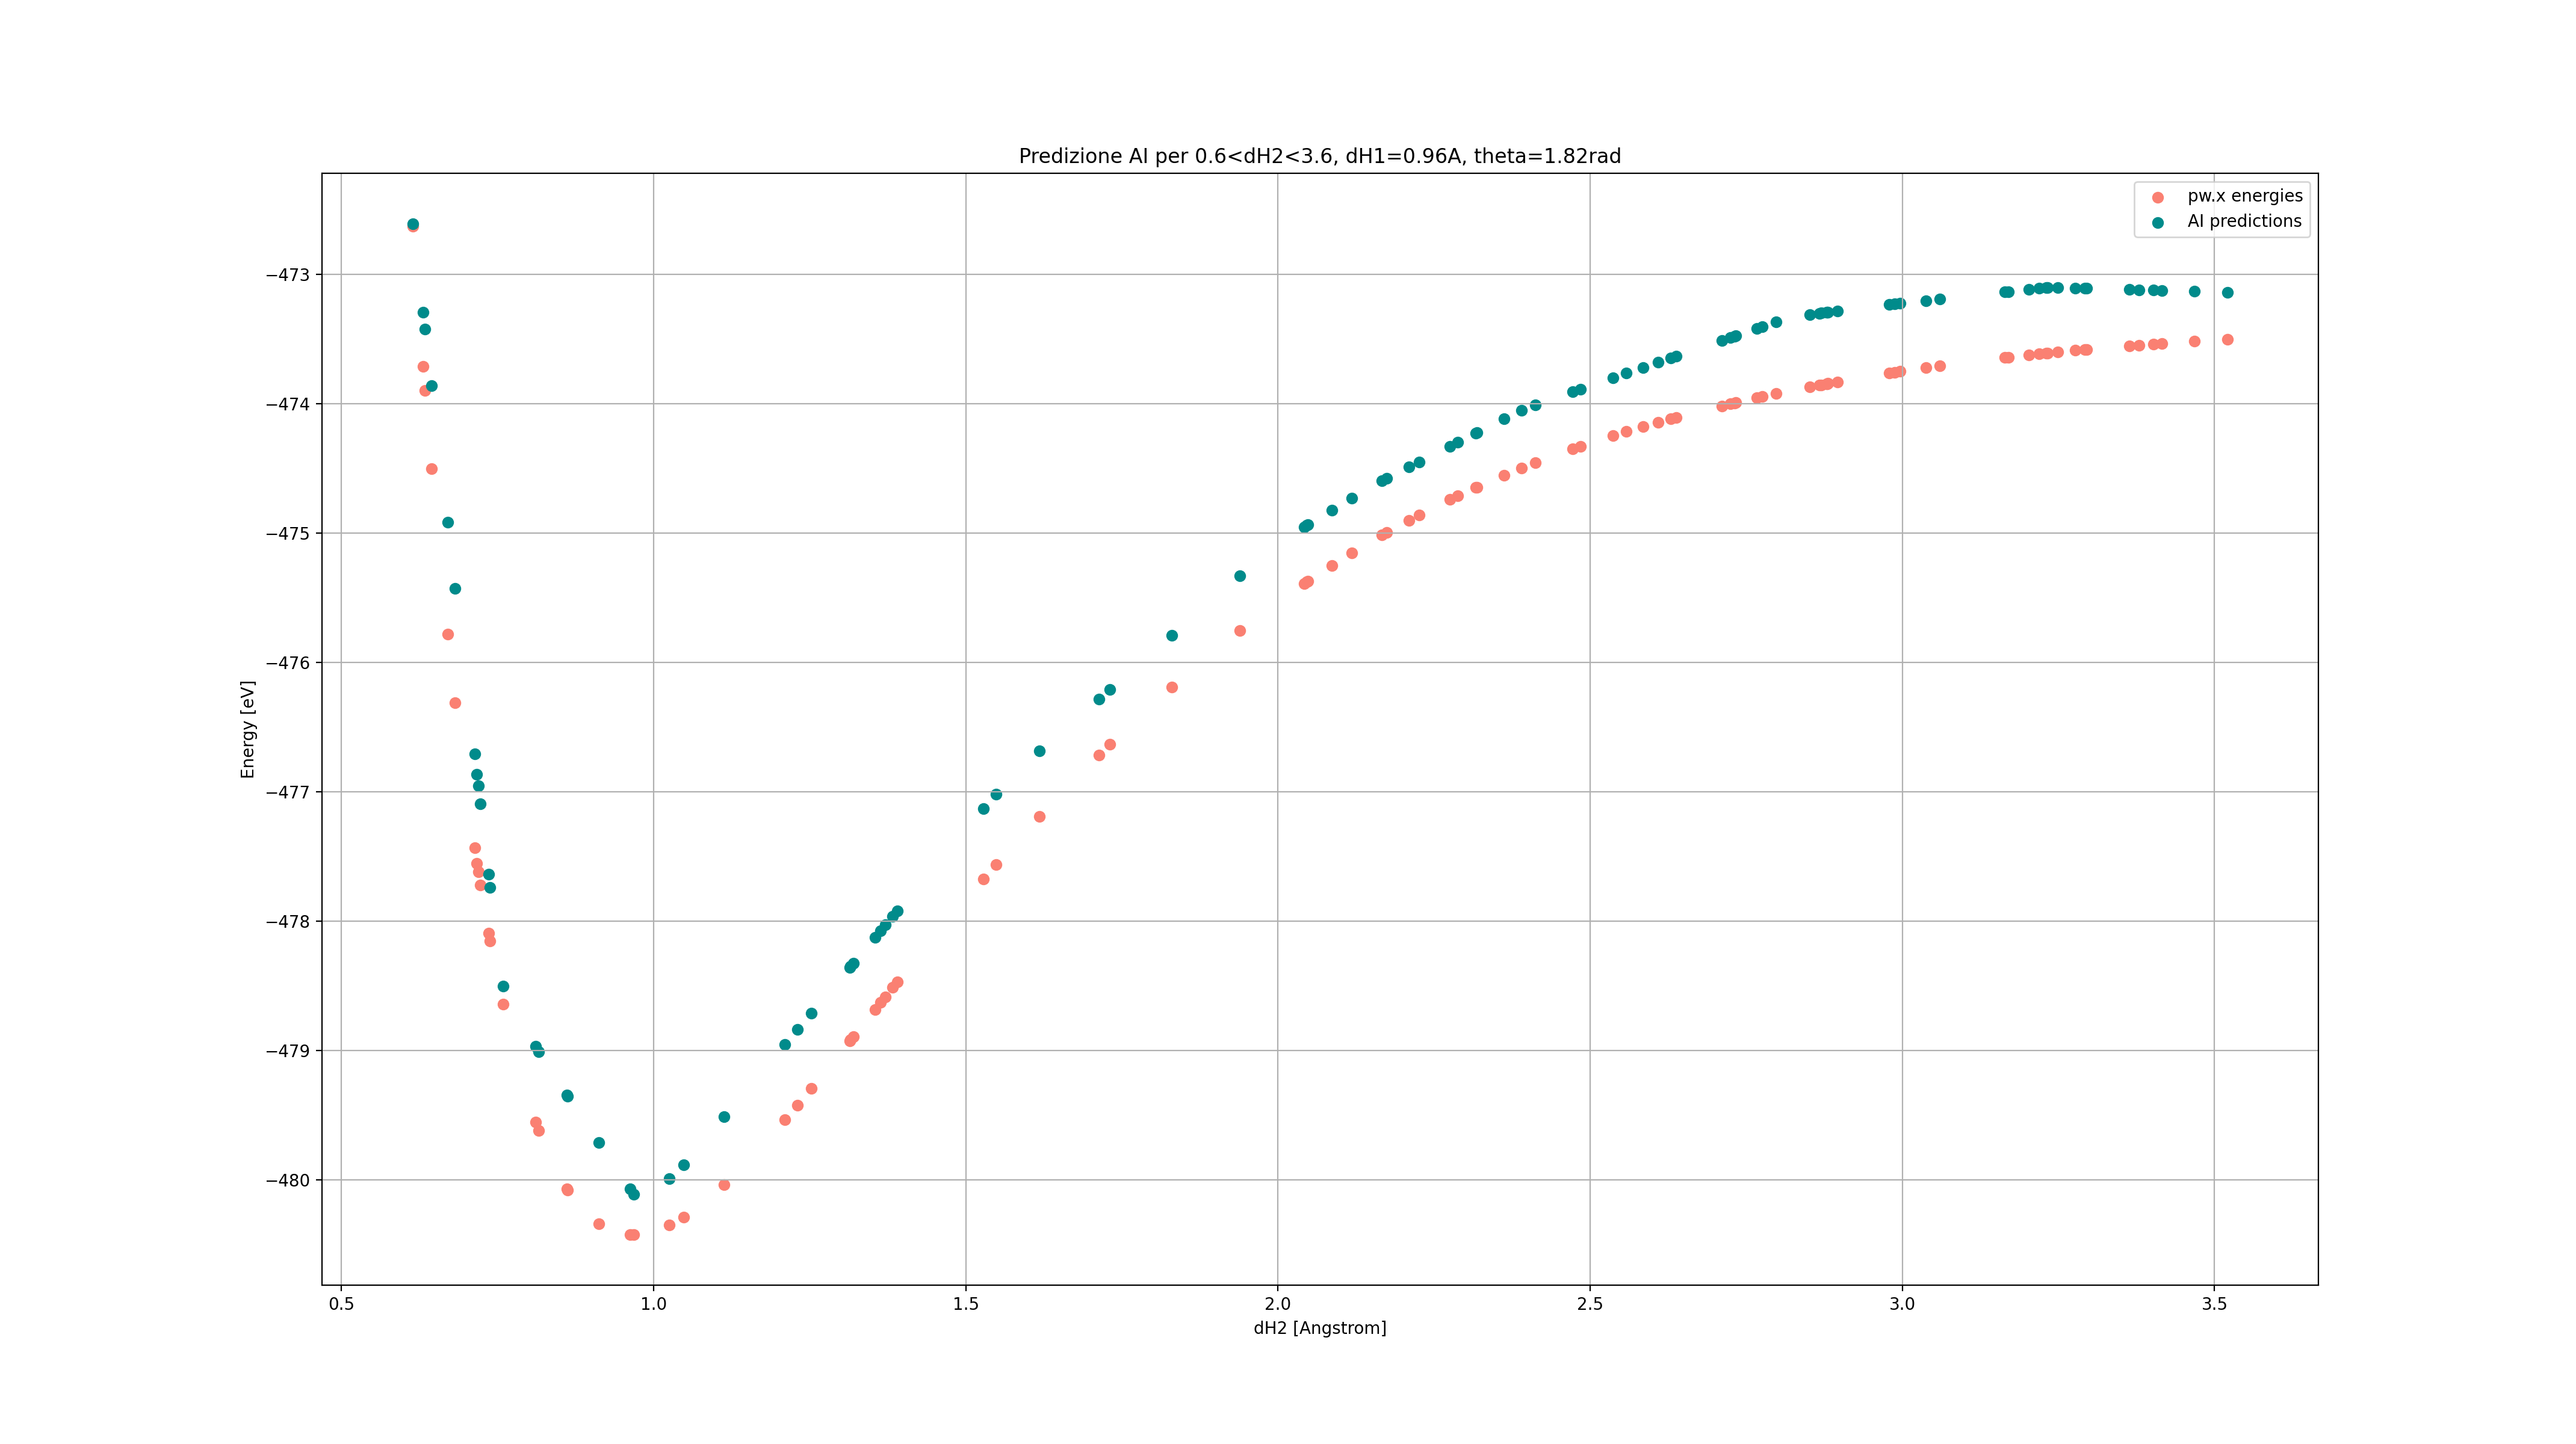 Predizione AI per 0.6<dH2<3.6, dH1=0.96A, theta=1.82rad
pw.x energies
AI predictions
−473
−474
−475
−476
−477
−478
−479
−480
Energy [eV]
0.5 1.0 1.5 2.0 2.5 3.0 3.5
dH2 [Angstrom]